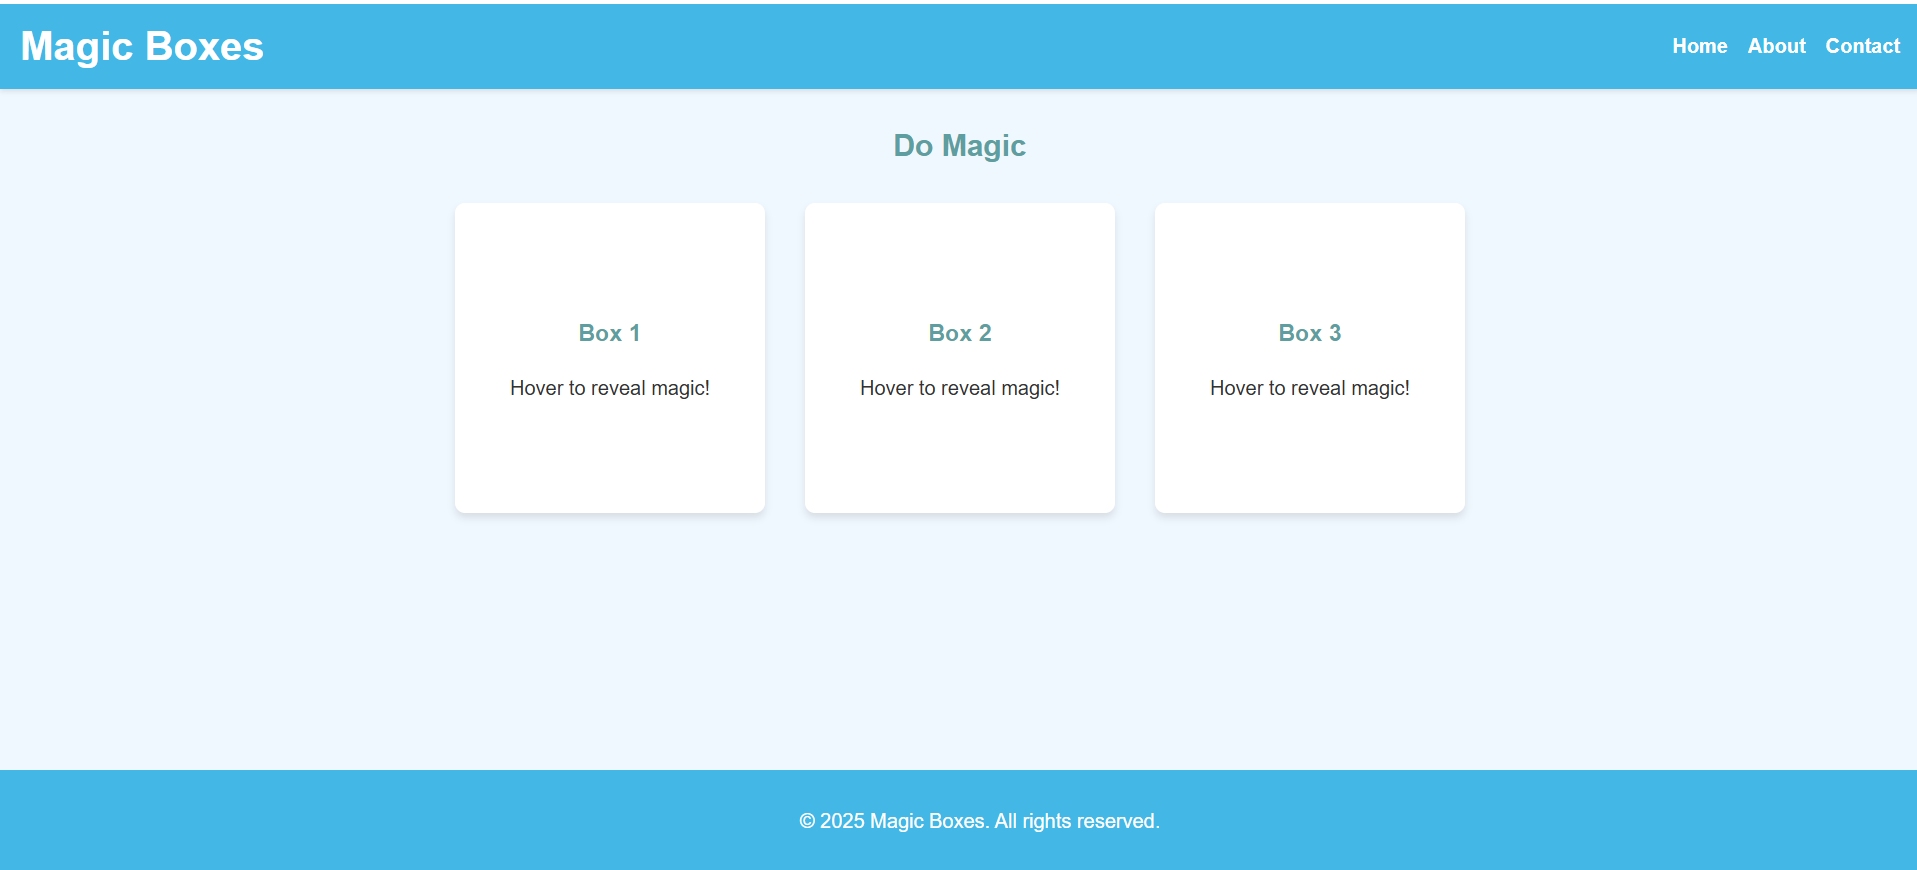 Magic Boxes
Home About Contact
Do Magic
Box 1
Hover to reveal magic!
Box 2
Hover to reveal magic!
Box 3
Hover to reveal magic!
© 2025 Magic Boxes. All rights reserved.